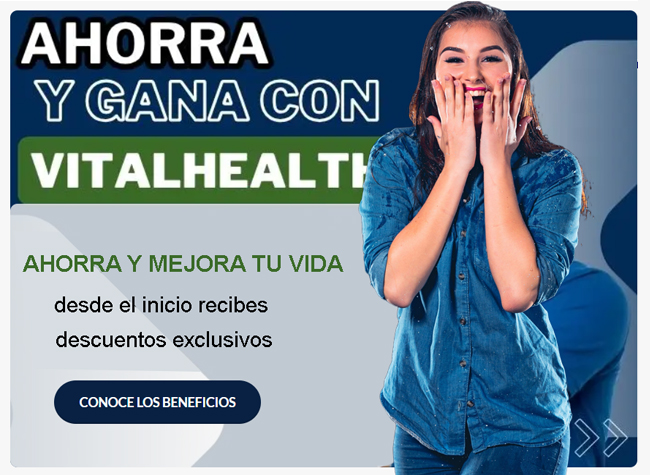 AHORRA
Y GANA CON
VITALHEALTH
AHORRA Y MEJORA TU VIDA
desde el inicio recibes
descuentos exclusivos
CONOCE LOS BENEFICIOS